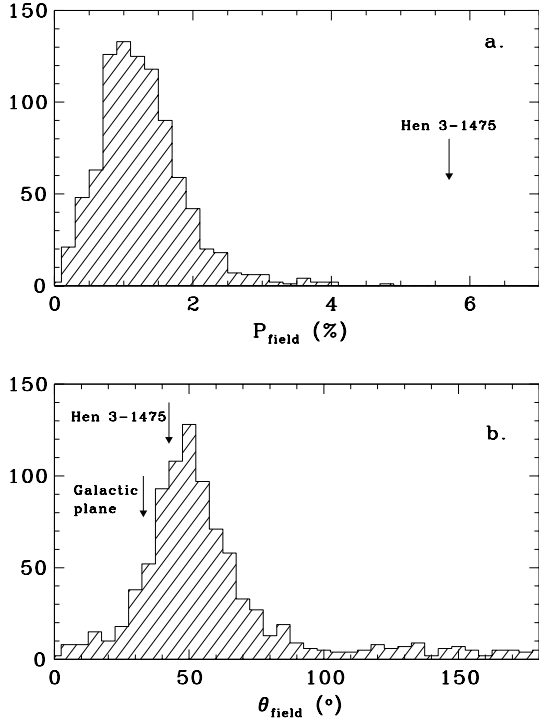 150
a.
100
Hen 3-1475
50
0
0 2 4 6
P_field (%)
150
Hen 3-1475
b.
100
Galactic
plane
50
0
0 50 100 150
θ_field (°)